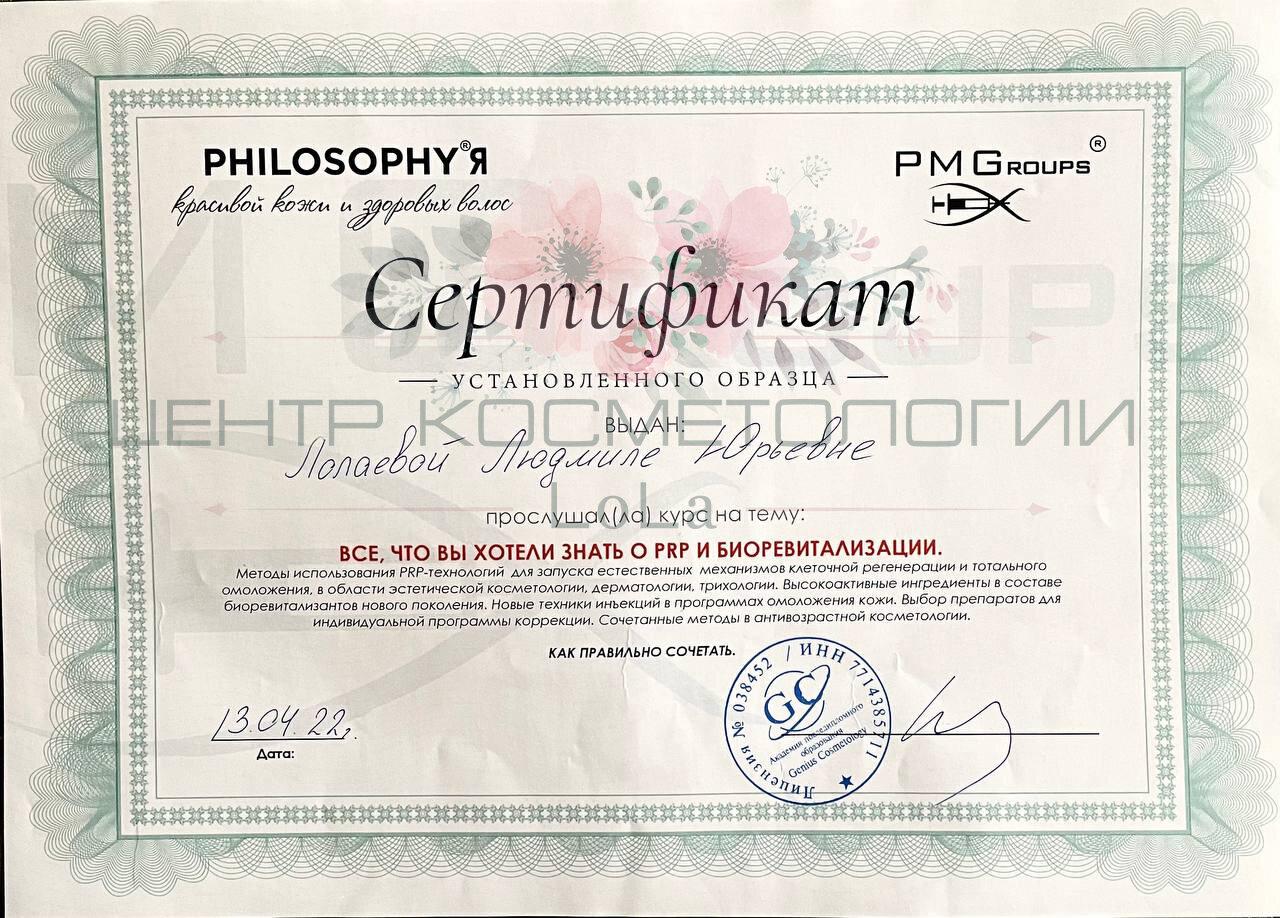 PHILOSOPHY®Я
красивой кожи и здоровых волос
PMGROUPS®
Сертификат
УСТАНОВЛЕННОГО ОБРАЗЦА
ЦЕНТР КОСМЕТОЛОГИИ
ВЫДАН:
Лолаевой Людмиле Юрьевне
LoLa
прослушал(ла) курс на тему:
ВСЕ, ЧТО ВЫ ХОТЕЛИ ЗНАТЬ О PRP И БИОРЕВИТАЛИЗАЦИИ.
Методы использования PRP-технологий для запуска естественных механизмов клеточной регенерации и тотального
омоложения, в области эстетической косметологии, дерматологии, трихологии. Высокоактивные ингредиенты в составе
биоревитализантов нового поколения. Новые техники инъекций в программах омоложения кожи. Выбор препаратов для
индивидуальной программы коррекции. Сочетанные методы в антивозрастной косметологии.
КАК ПРАВИЛЬНО СОЧЕТАТЬ.
13.04.22г.
Дата:
Лицензия № 038452 / ИНН 7714385711
GC
Академия последипломного
образования
Genius Cosmetology